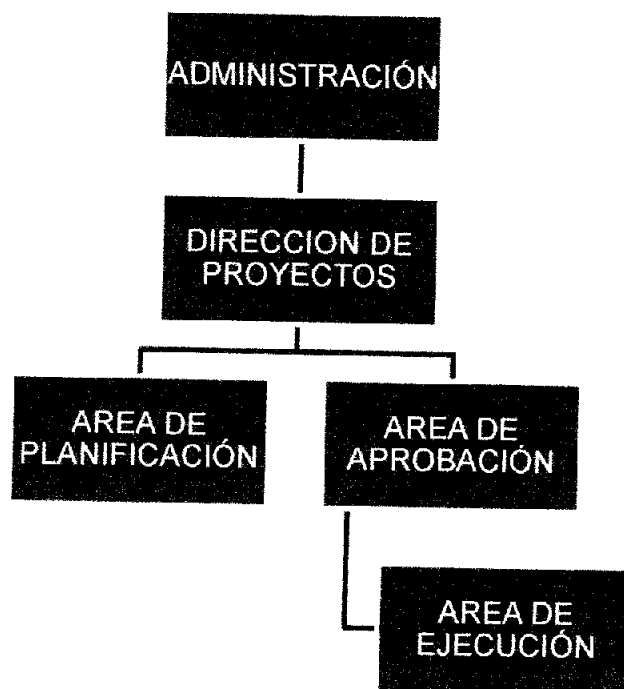 ADMINISTRACIÓN
DIRECCION DE
PROYECTOS
AREA DE
PLANIFICACIÓN
AREA DE
APROBACIÓN
AREA DE
EJECUCIÓN